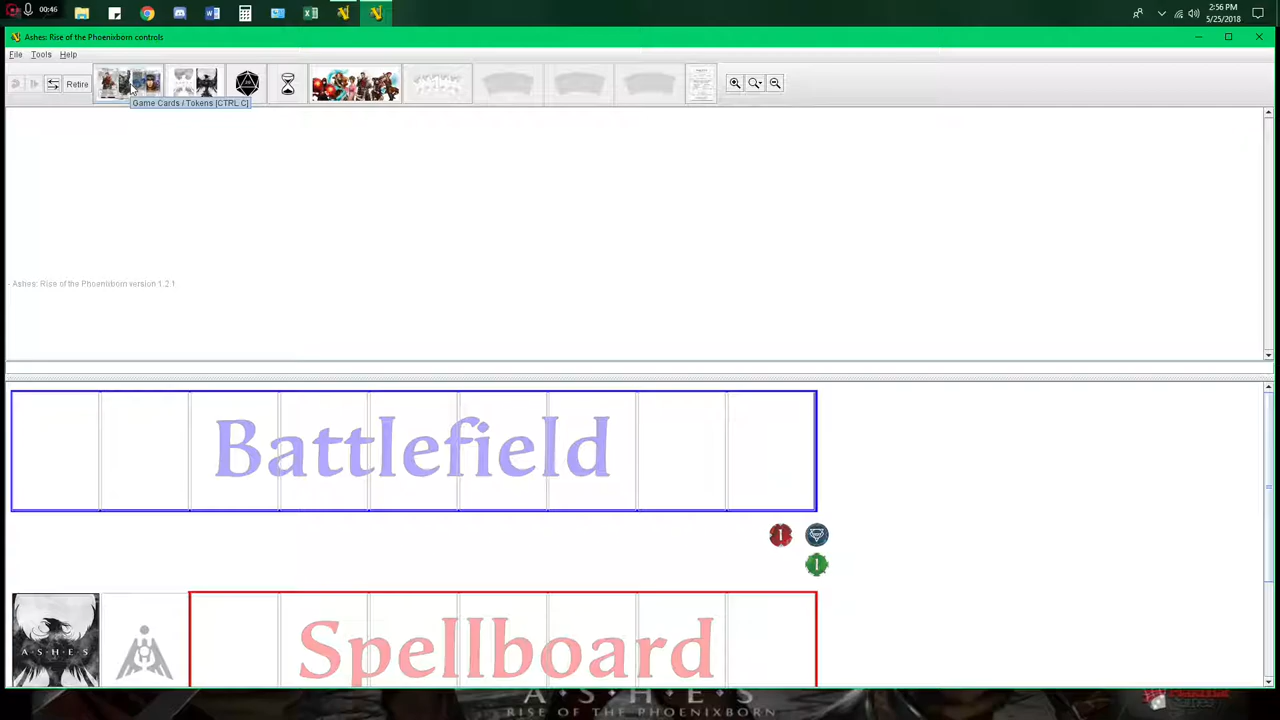 00:46
2:56 PM
5/25/2018
Ashes: Rise of the Phoenixborn controls
File Tools Help
Retire
Game Cards / Tokens [CTRL C]
- Ashes: Rise of the Phoenixborn version 1.2.1
Battlefield
1
1
ASHES
Spellboard
A·S·H·E·S
RISE OF THE PHOENIXBORN